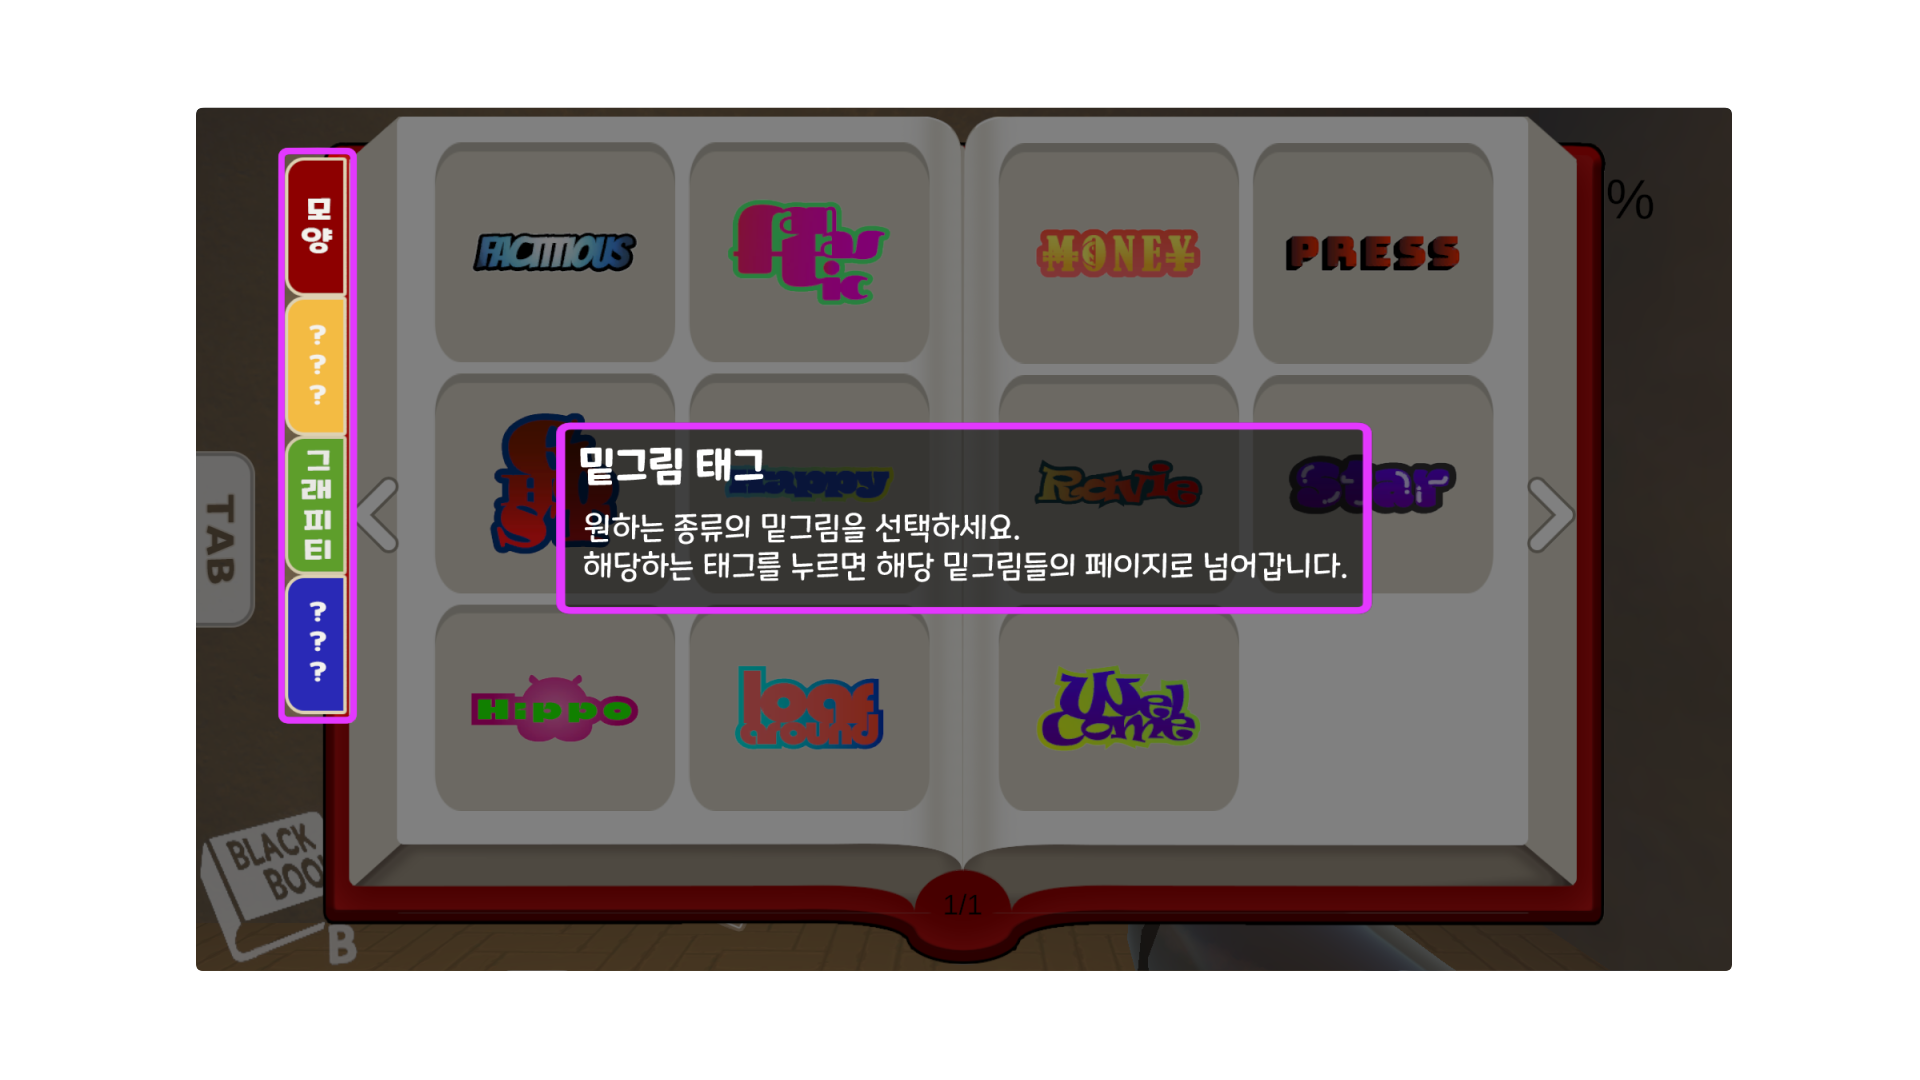 모양
???
그래피티
???
TAB
FACTITIOUS
Fantastic
MONEY
PRESS
밑그림 태그
Happy
Ravie
Star
원하는 종류의 밑그림을 선택하세요.
해당하는 태그를 누르면 해당 밑그림들의 페이지로 넘어갑니다.
Hippo
loaf
around
Wel
Come
BLACK
BOO
B
1/1
%